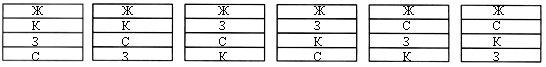 Ж Ж Ж Ж Ж Ж
К К З З С С
З С С К З К
С З К С К З